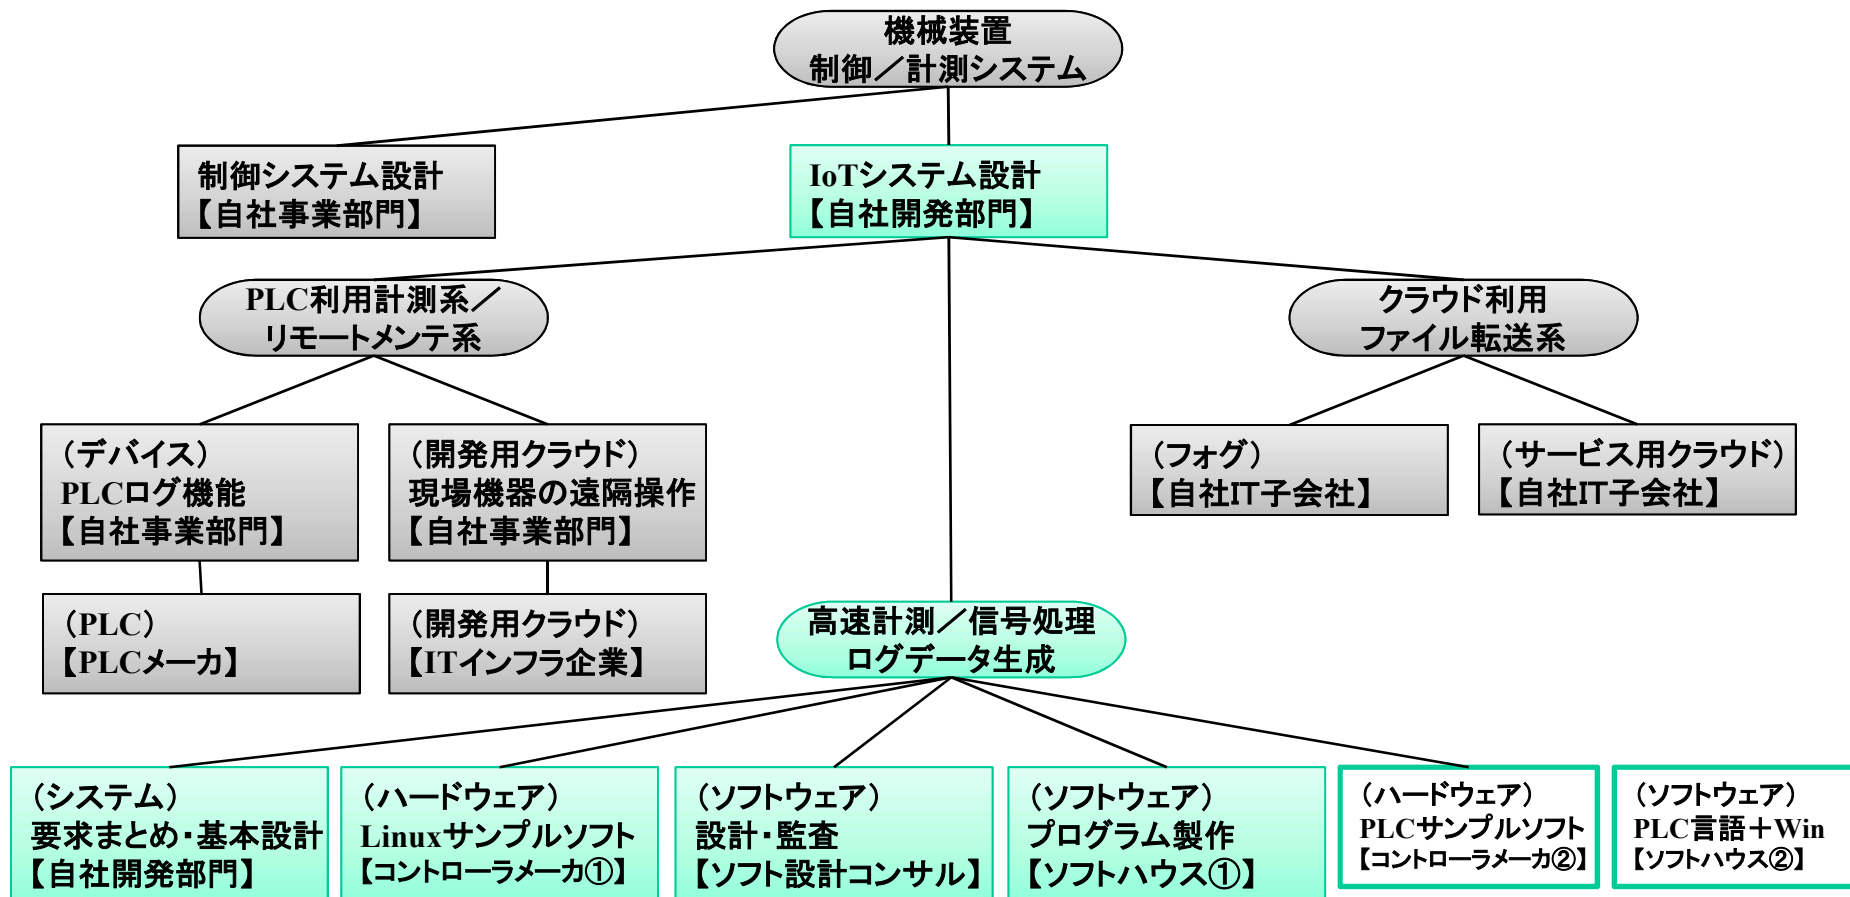 機械装置
制御／計測システム
制御システム設計
【自社事業部門】
IoTシステム設計
【自社開発部門】
PLC利用計測系／
リモートメンテ系
クラウド利用
ファイル転送系
（デバイス）
PLCログ機能
【自社事業部門】
（開発用クラウド）
現場機器の遠隔操作
【自社事業部門】
（フォグ）
【自社IT子会社】
（サービス用クラウド）
【自社IT子会社】
（PLC）
【PLCメーカ】
（開発用クラウド）
【ITインフラ企業】
高速計測／信号処理
ログデータ生成
（システム）
要求まとめ・基本設計
【自社開発部門】
（ハードウェア）
Linuxサンプルソフト
【コントローラメーカ①】
（ソフトウェア）
設計・監査
【ソフト設計コンサル】
（ソフトウェア）
プログラム製作
【ソフトハウス①】
（ハードウェア）
PLCサンプルソフト
【コントローラメーカ②】
（ソフトウェア）
PLC言語＋Win
【ソフトハウス②】